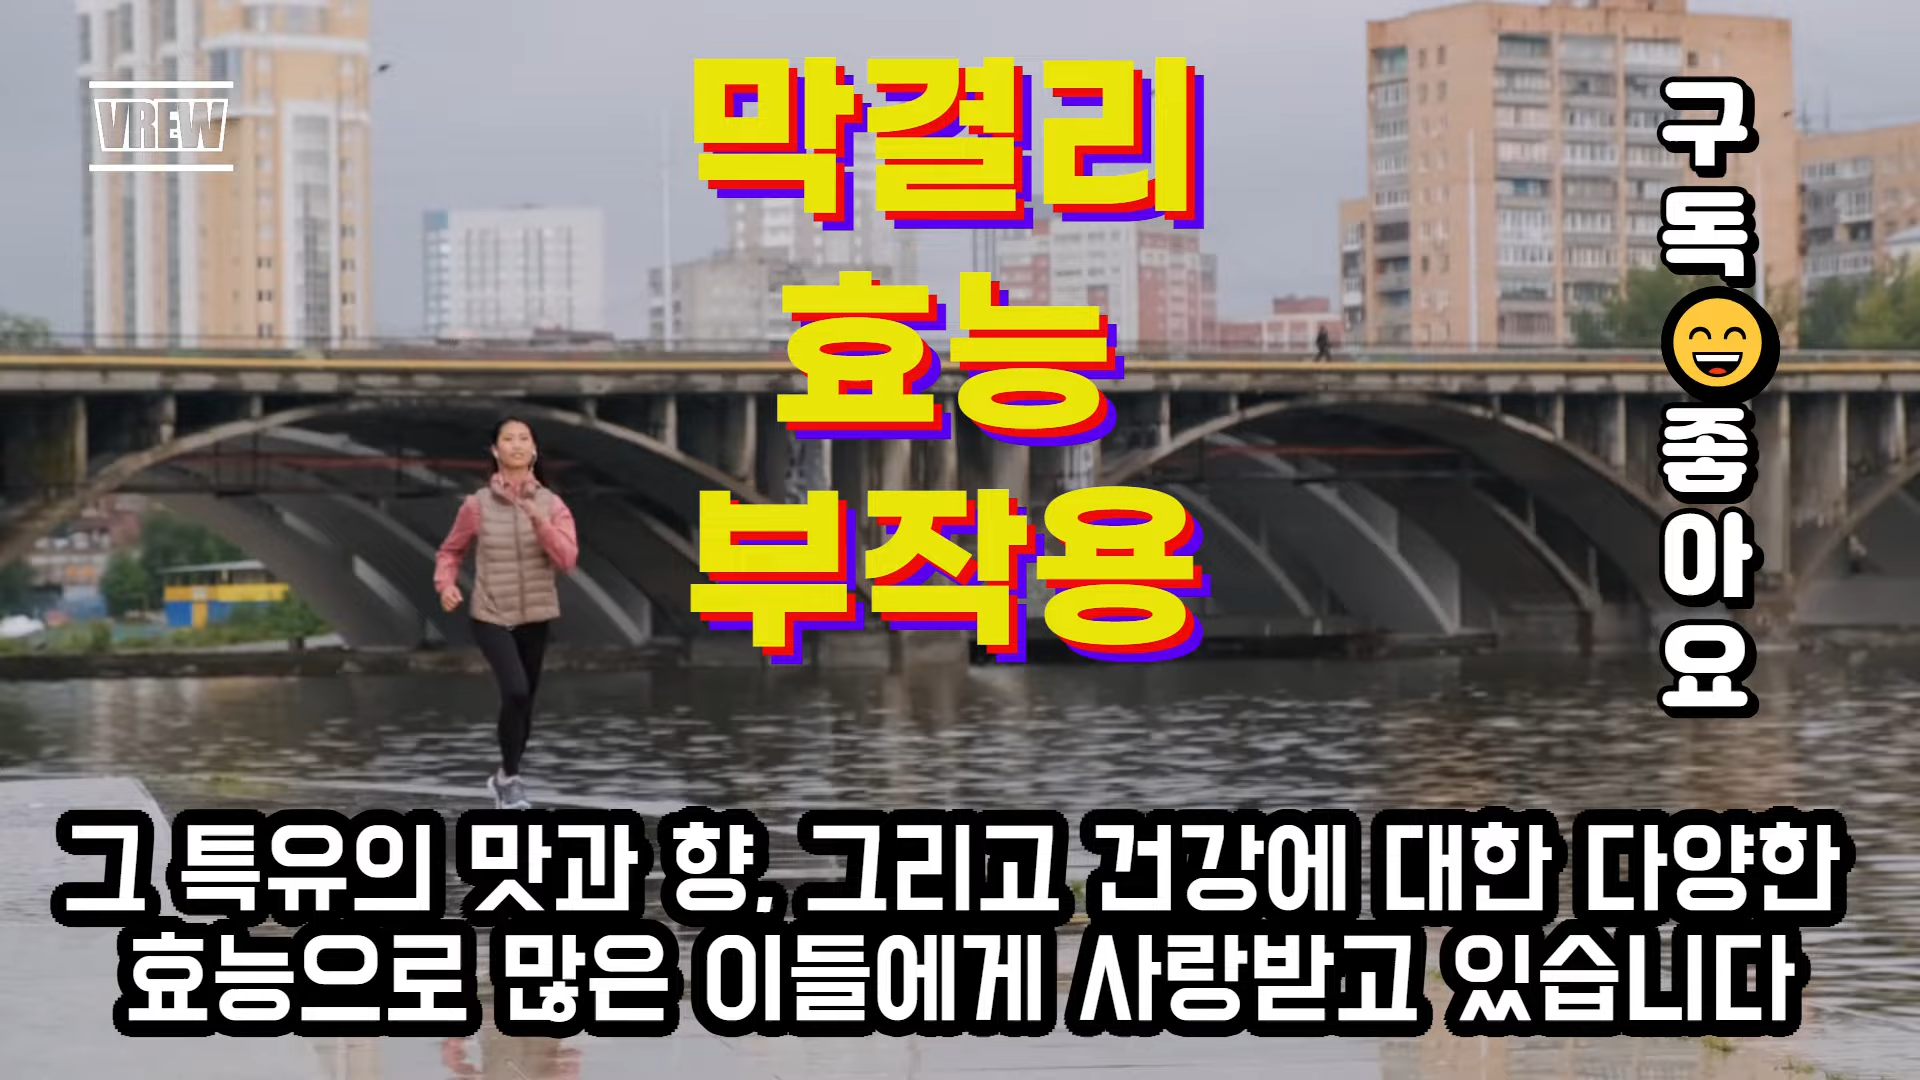 VREW
막걸리
효능
부작용
구독😄좋아요
그 특유의 맛과 향, 그리고 건강에 대한 다양한
효능으로 많은 이들에게 사랑받고 있습니다